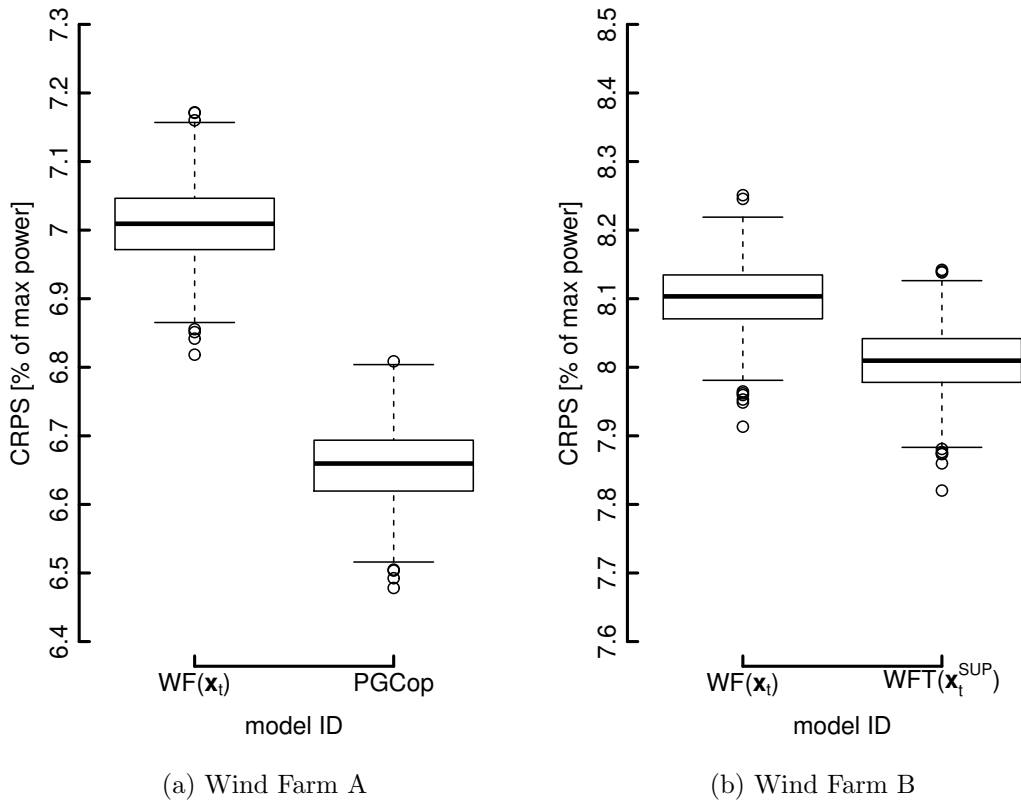 CRPS [% of max power]
7.3
7.2
7.1
7
6.9
6.8
6.7
6.6
6.5
6.4
WF(xₜ) PGCop
model ID
(a) Wind Farm A
CRPS [% of max power]
8.5
8.4
8.3
8.2
8.1
8
7.9
7.8
7.7
7.6
WF(xₜ) WFT(xₜ^SUP)
model ID
(b) Wind Farm B